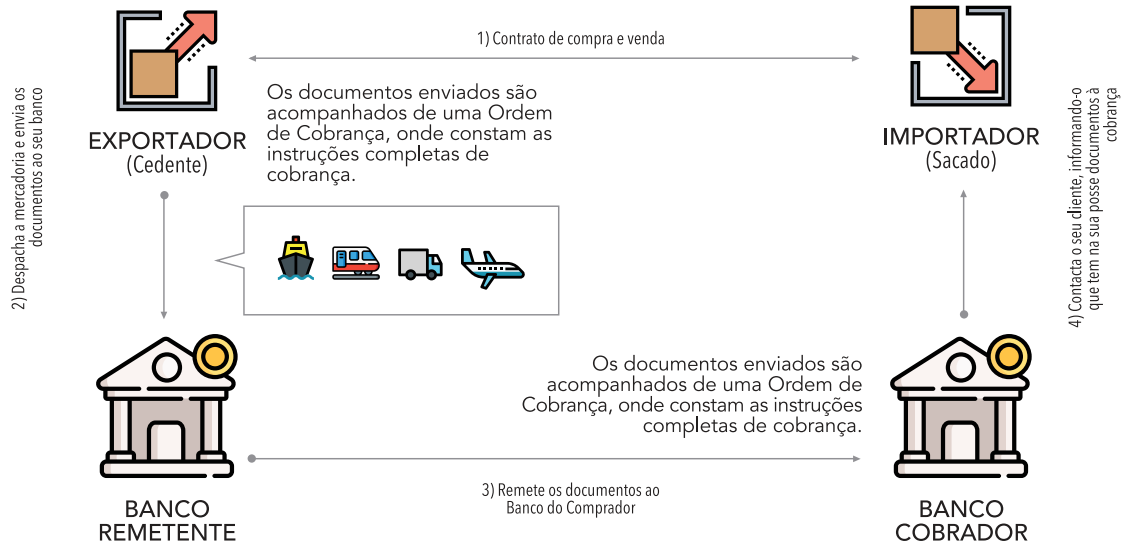 1) Contrato de compra e venda
EXPORTADOR
(Cedente)
Os documentos enviados são
acompanhados de uma Ordem
de Cobrança, onde constam as
instruções completas de
cobrança.
IMPORTADOR
(Sacado)
2) Despacha a mercadoria e envia os
documentos ao seu banco
4) Contacta o seu cliente, informando-o
que tem na sua posse documentos à
cobrança
Os documentos enviados são
acompanhados de uma Ordem de
Cobrança, onde constam as instruções
completas de cobrança.
BANCO
REMETENTE
3) Remete os documentos ao
Banco do Comprador
BANCO
COBRADOR